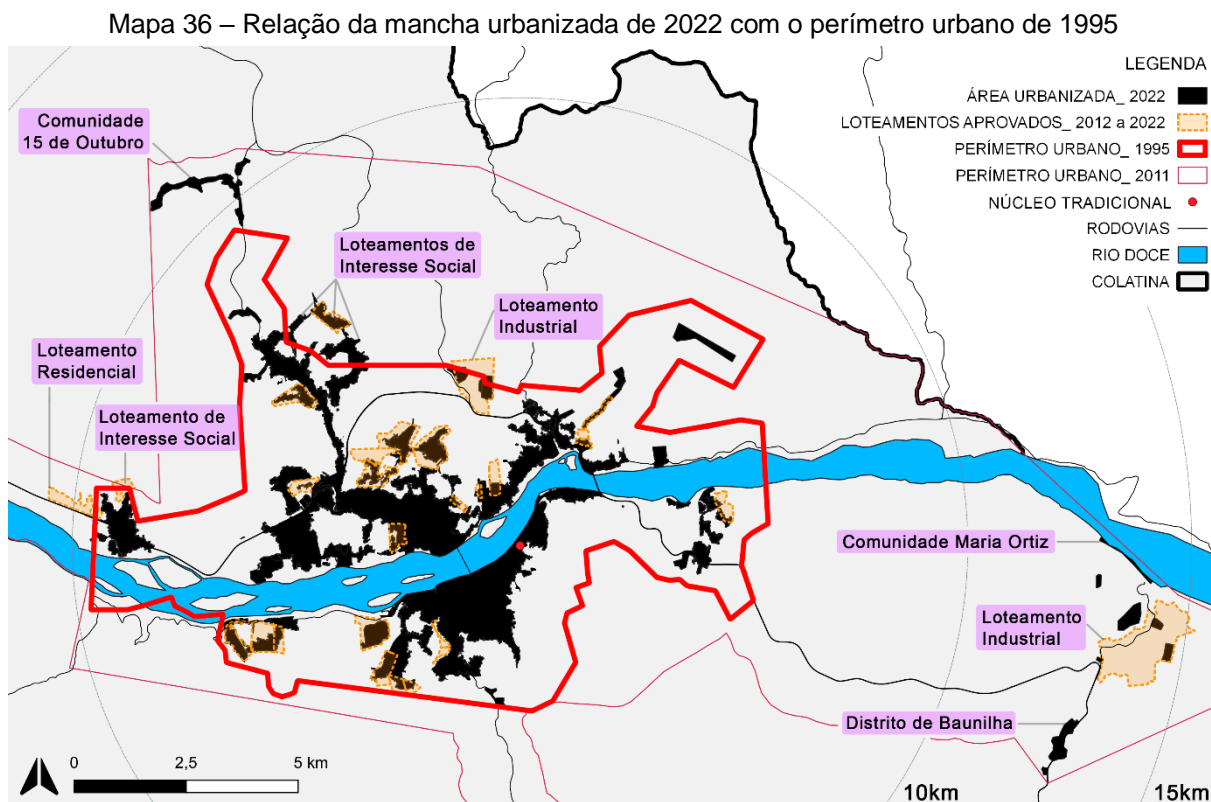 Mapa 36 – Relação da mancha urbanizada de 2022 com o perímetro urbano de 1995
LEGENDA
ÁREA URBANIZADA_ 2022
LOTEAMENTOS APROVADOS_ 2012 a 2022
PERÍMETRO URBANO_ 1995
PERÍMETRO URBANO_ 2011
NÚCLEO TRADICIONAL
RODOVIAS
RIO DOCE
COLATINA
Comunidade
15 de Outubro
Loteamentos de
Interesse Social
Loteamento
Industrial
Loteamento
Residencial
Loteamento de
Interesse Social
Comunidade Maria Ortiz
Loteamento
Industrial
Distrito de Baunilha
0 2,5 5 km
10km
15km